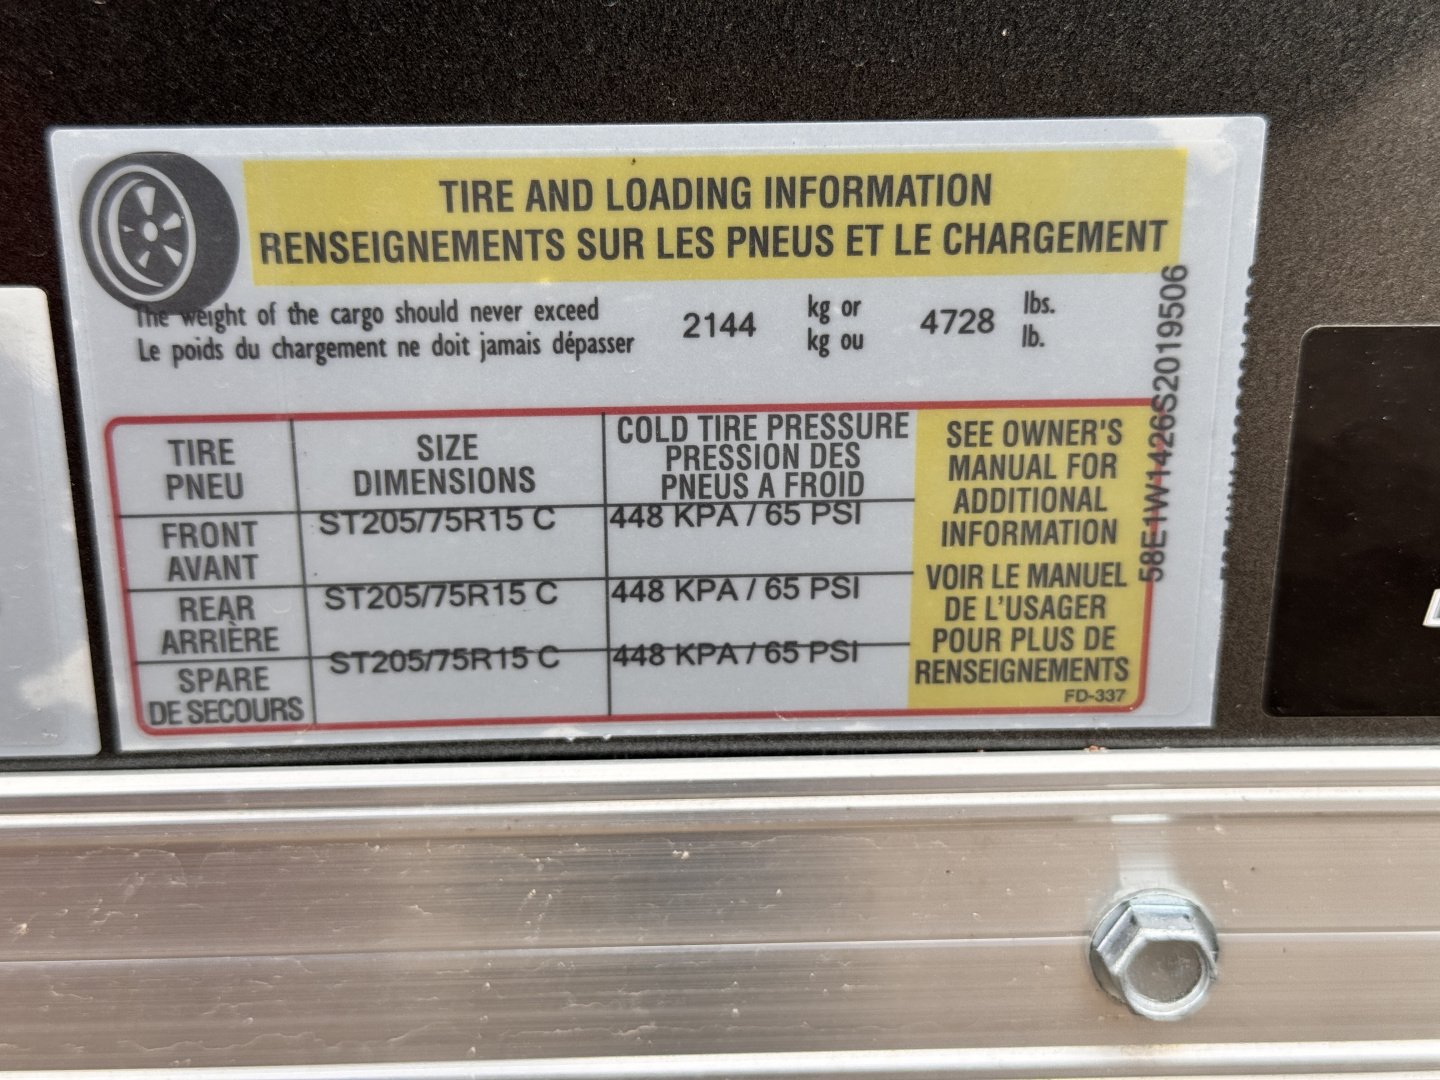 TIRE AND LOADING INFORMATION
RENSEIGNEMENTS SUR LES PNEUS ET LE CHARGEMENT
The weight of the cargo should never exceed 2144 kg or 4728 lbs.
Le poids du chargement ne doit jamais dépasser kg ou lb.
TIRE
PNEU
SIZE
DIMENSIONS
COLD TIRE PRESSURE
PRESSION DES
PNEUS A FROID
FRONT
AVANT
ST205/75R15 C
448 KPA / 65 PSI
REAR
ARRIÈRE
ST205/75R15 C
448 KPA / 65 PSI
SPARE
DE SECOURS
ST205/75R15 C
448 KPA / 65 PSI
SEE OWNER'S
MANUAL FOR
ADDITIONAL
INFORMATION
VOIR LE MANUEL
DE L'USAGER
POUR PLUS DE
RENSEIGNEMENTS
FD-337
58E1W1426S2019506